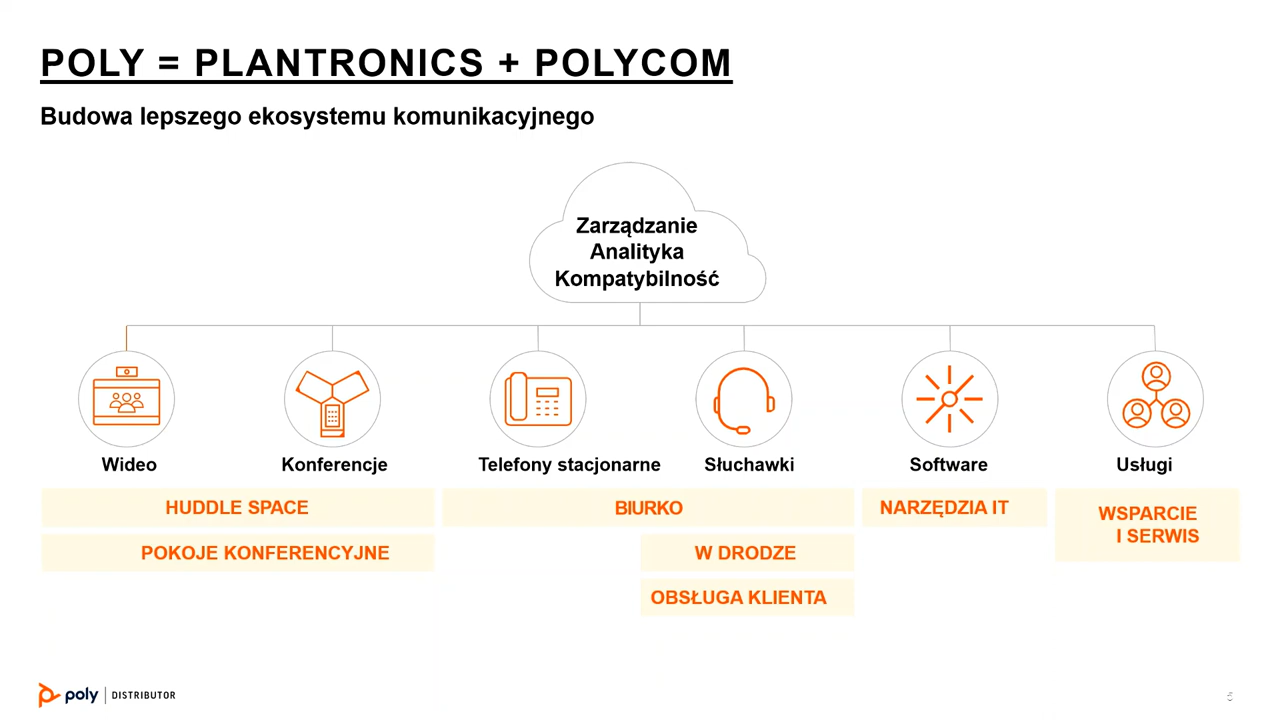 POLY = PLANTRONICS + POLYCOM
Budowa lepszego ekosystemu komunikacyjnego
Zarządzanie
Analityka
Kompatybilność
Wideo
Konferencje
Telefony stacjonarne
Słuchawki
Software
Usługi
HUDDLE SPACE
BIURKO
NARZĘDZIA IT
WSPARCIE
I SERWIS
POKOJE KONFERENCYJNE
W DRODZE
OBSŁUGA KLIENTA
poly | DISTRIBUTOR
5